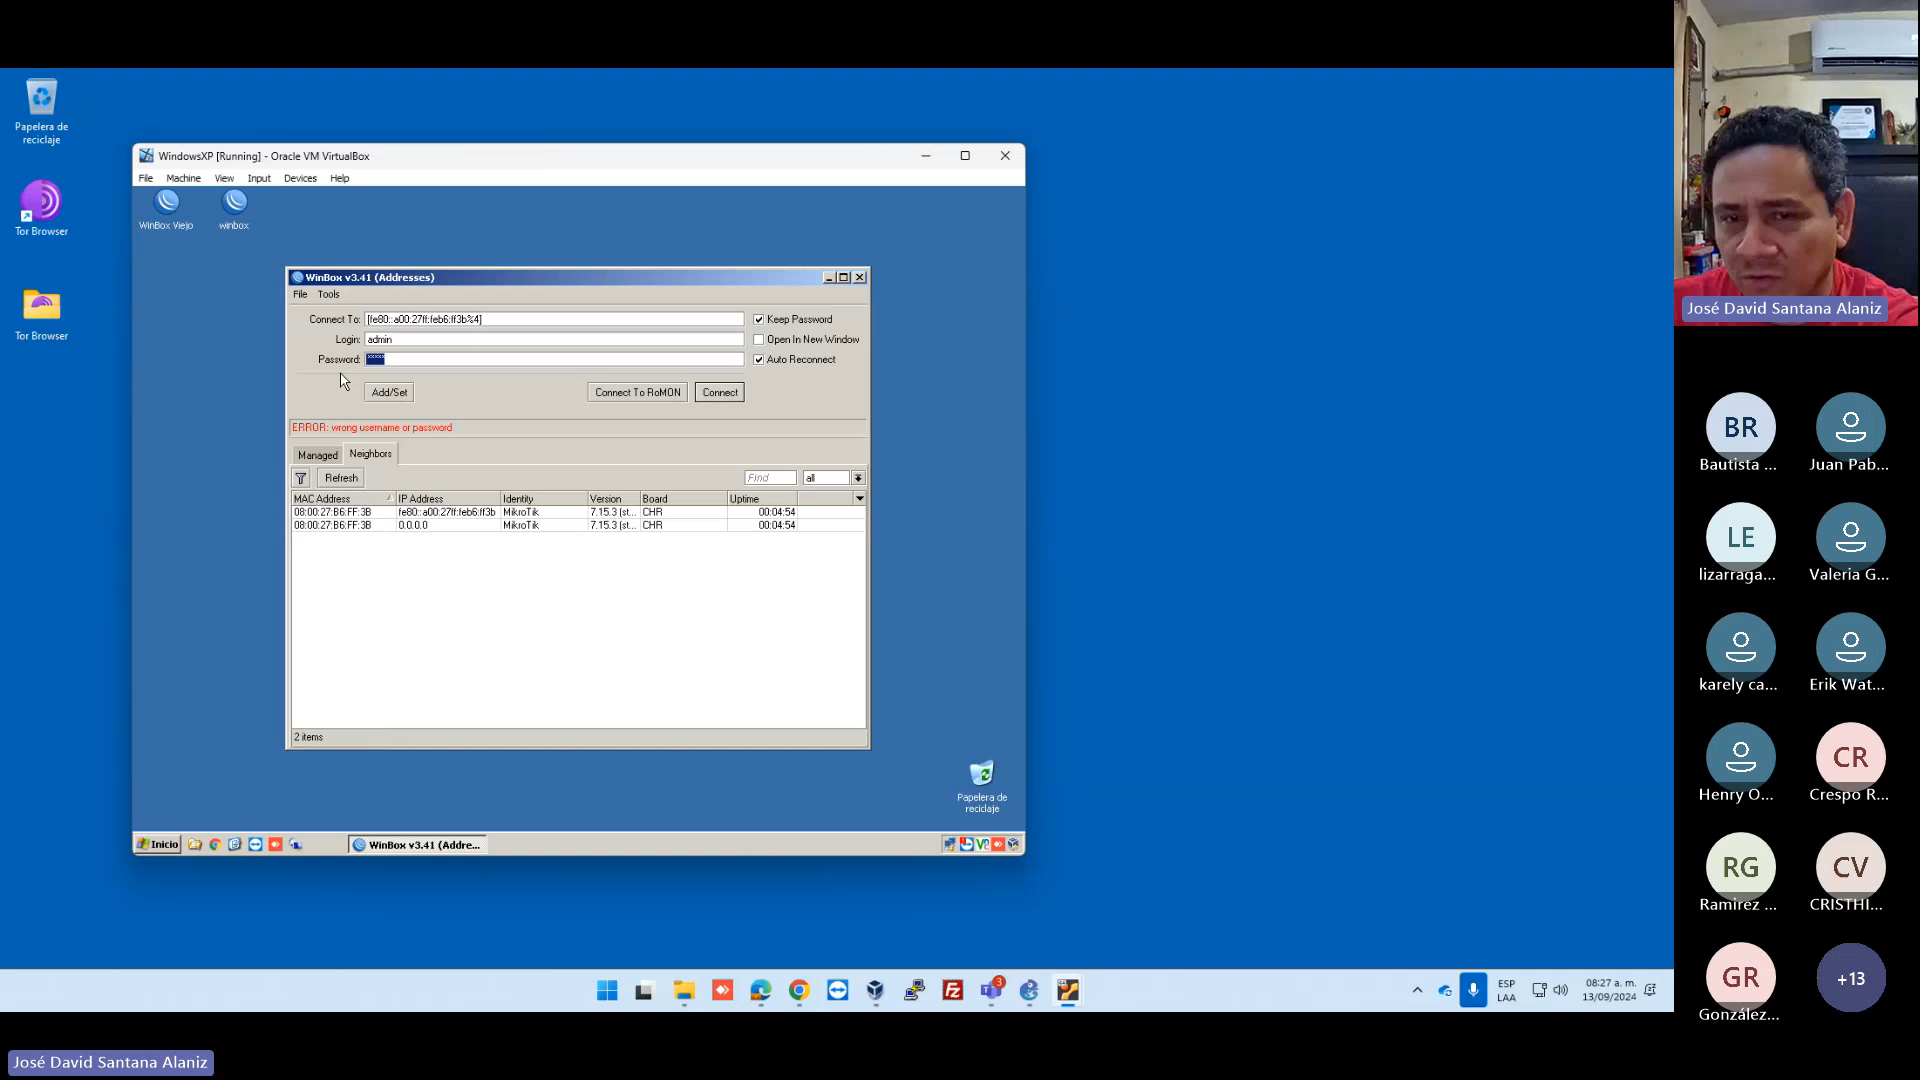 Papelera de
reciclaje
Tor Browser
Tor Browser
WindowsXP [Running] - Oracle VM VirtualBox
File Machine View Input Devices Help
WinBox Viejo
winbox
WinBox v3.41 (Addresses)
File Tools
Connect To: [fe80::a00:27ff:feb6:ff3b%4]
Keep Password
Login: admin
Open In New Window
Password: *****
Auto Reconnect
Add/Set
Connect To RoMON
Connect
ERROR: wrong username or password
Managed
Neighbors
Refresh
Find
all
MAC Address IP Address Identity Version Board Uptime
08:00:27:B6:FF:3B fe80::a00:27ff:feb6:ff3b MikroTik 7.15.3 (st... CHR 00:04:54
08:00:27:B6:FF:3B 0.0.0.0 MikroTik 7.15.3 (st... CHR 00:04:54
2 items
Papelera de
reciclaje
Inicio
WinBox v3.41 (Addre...
3
ESP
LAA
08:27 a. m.
13/09/2024
José David Santana Alaniz
José David Santana Alaniz
BR
Bautista ...
Juan Pab...
LE
lizarraga...
Valeria G...
karely ca...
Erik Wat...
Henry O...
CR
Crespo R...
RG
Ramirez ...
CV
CRISTHI...
GR
González...
+13